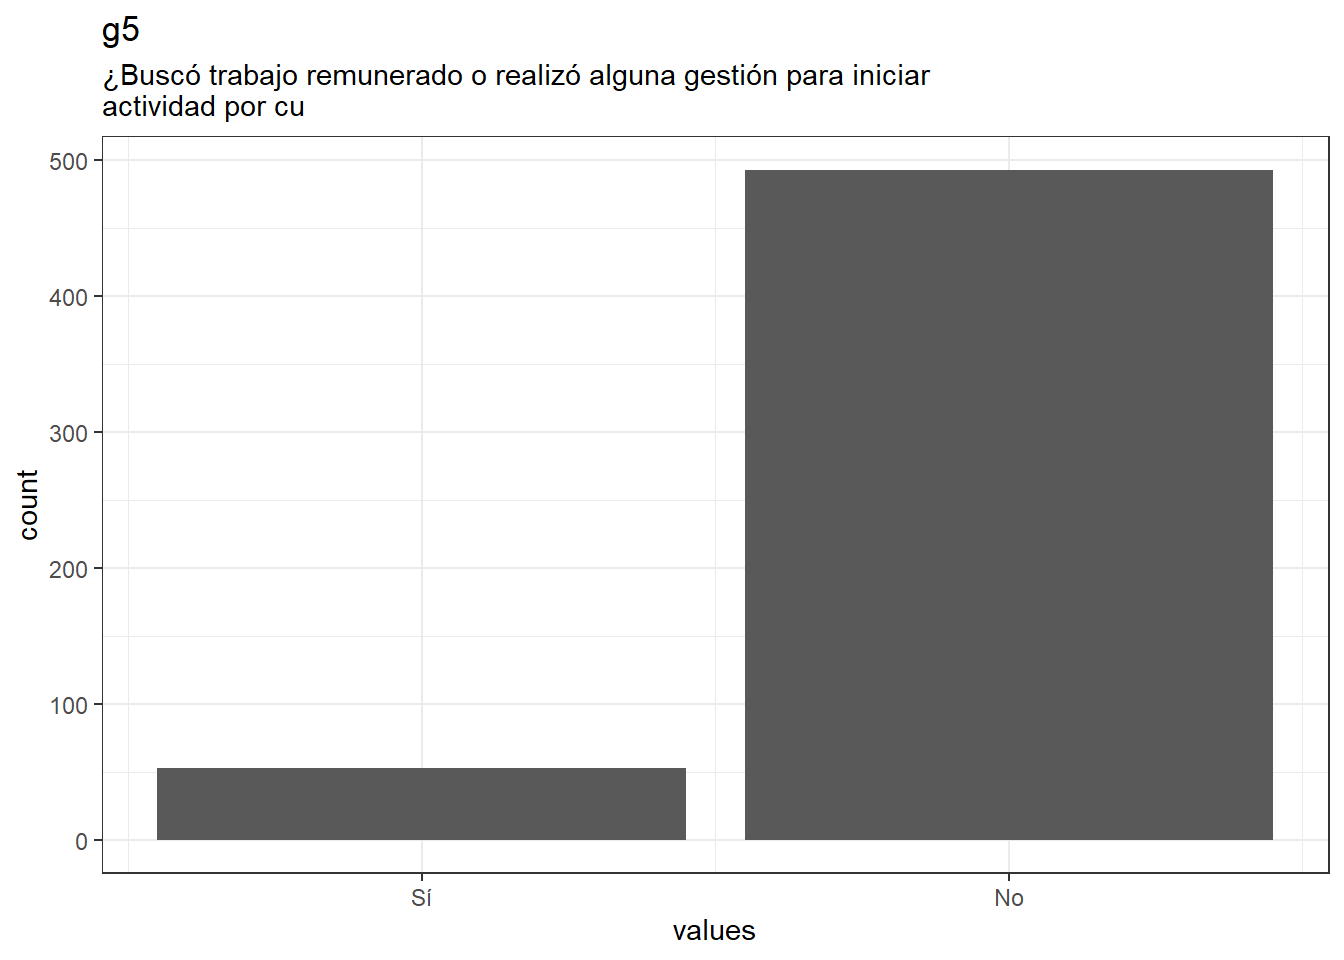 g5
¿Buscó trabajo remunerado o realizó alguna gestión para iniciar
actividad por cu
500
400
300
200
100
0
count
Sí
No
values